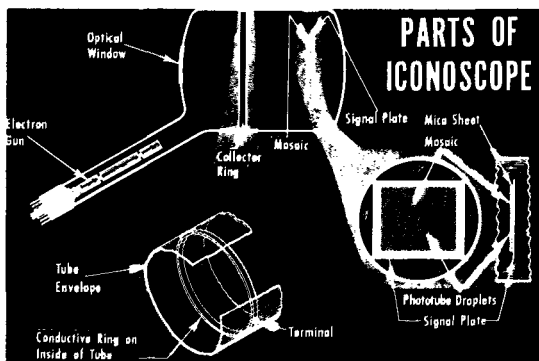 PARTS OF
ICONOSCOPE
Optical
Window
Electron
Gun
Collector
Ring
Mosaic
Signal Plate
Mica Sheet
Mosaic
Tube
Envelope
Conductive Ring on
Inside of Tube
Terminal
Phototube Droplets
Signal Plate